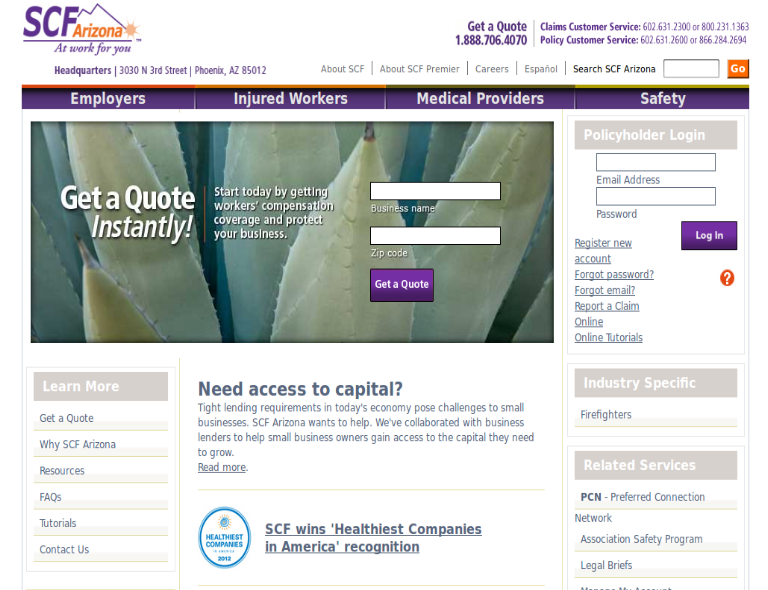 SCF Arizona
At work for you
Get a Quote
1.888.706.4070
Claims Customer Service: 602.631.2300 or 800.231.1363
Policy Customer Service: 602.631.2600 or 866.284.2694
Headquarters | 3030 N 3rd Street | Phoenix, AZ 85012
About SCF
About SCF Premier
Careers
Español
Search SCF Arizona
Go
Employers
Injured Workers
Medical Providers
Safety
Get a Quote
Instantly!
Start today by getting
workers' compensation
coverage and protect
your business.
Business name
Zip code
Get a Quote
Policyholder Login
Email Address
Password
Log In
Register new
account
Forgot password?
Forgot email?
Report a Claim
Online
Online Tutorials
?
Learn More
Get a Quote
Why SCF Arizona
Resources
FAQs
Tutorials
Contact Us
Need access to capital?
Tight lending requirements in today's economy pose challenges to small
businesses. SCF Arizona wants to help. We've collaborated with business
lenders to help small business owners gain access to the capital they need
to grow.
Read more.
HEALTHIEST
COMPANIES
IN AMERICA
2012
SCF wins 'Healthiest Companies
in America' recognition
Industry Specific
Firefighters
Related Services
PCN - Preferred Connection
Network
Association Safety Program
Legal Briefs
Manage My Account